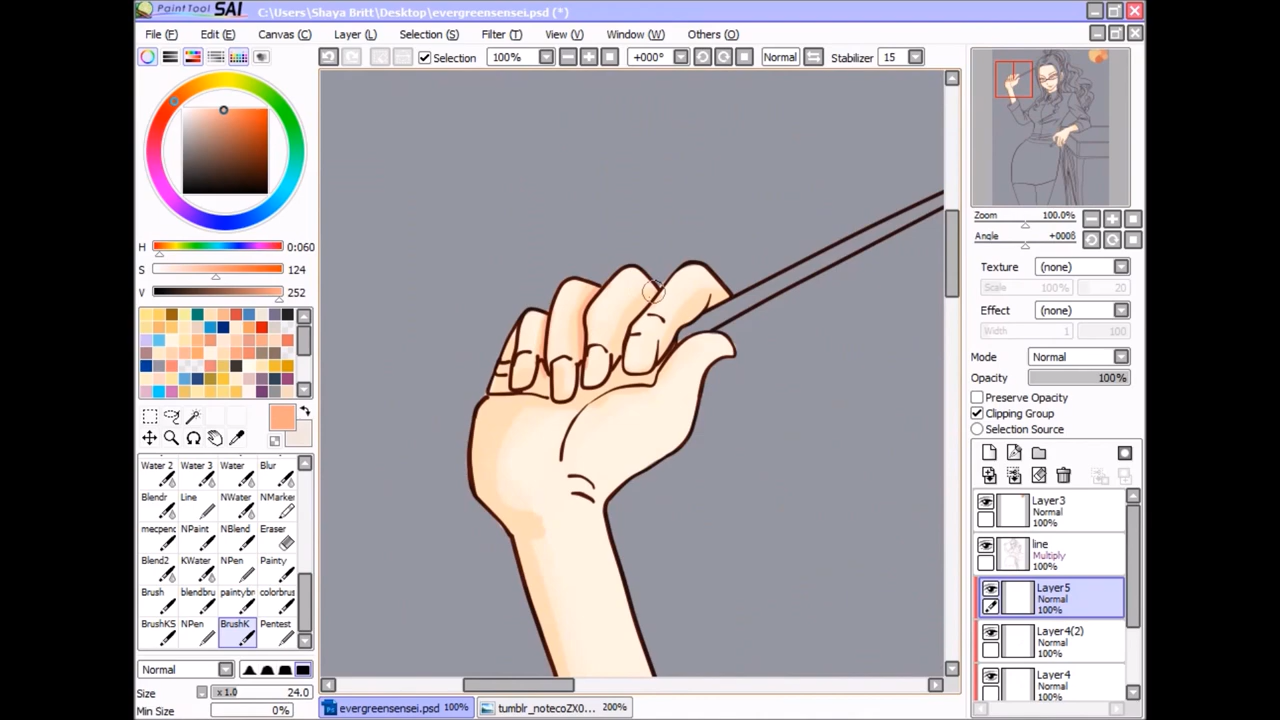 PaintTool SAI C:\Users\Shaya Britt\Desktop\evergreensensei.psd (*)
File (F) Edit (E) Canvas (C) Layer (L) Selection (S) Filter (T) View (V) Window (W) Others (O)
Selection 100% +000° Normal Stabilizer 15
H 0:060
S 124
V 252
Water 2 Water 3 Water Blur
Blendr Line NWater NMarker
mecpenc NPaint NBlend Eraser
Blend2 KWater NPen Painty
Brush blendbru paintybr colorbrus
BrushKS NPen BrushK Pentest
Normal
Size x 1.0 24.0
Min Size 0%
evergreensensei.psd 100% tumblr_notecoZX0... 200%
Zoom 100.0%
Angle +0008
Texture (none)
Scale 100% 20
Effect (none)
Width 1 100
Mode Normal
Opacity 100%
Preserve Opacity
Clipping Group
Selection Source
Layer3
Normal
100%
line
Multiply
100%
Layer5
Normal
100%
Layer4(2)
Normal
100%
Layer4
Normal
100%